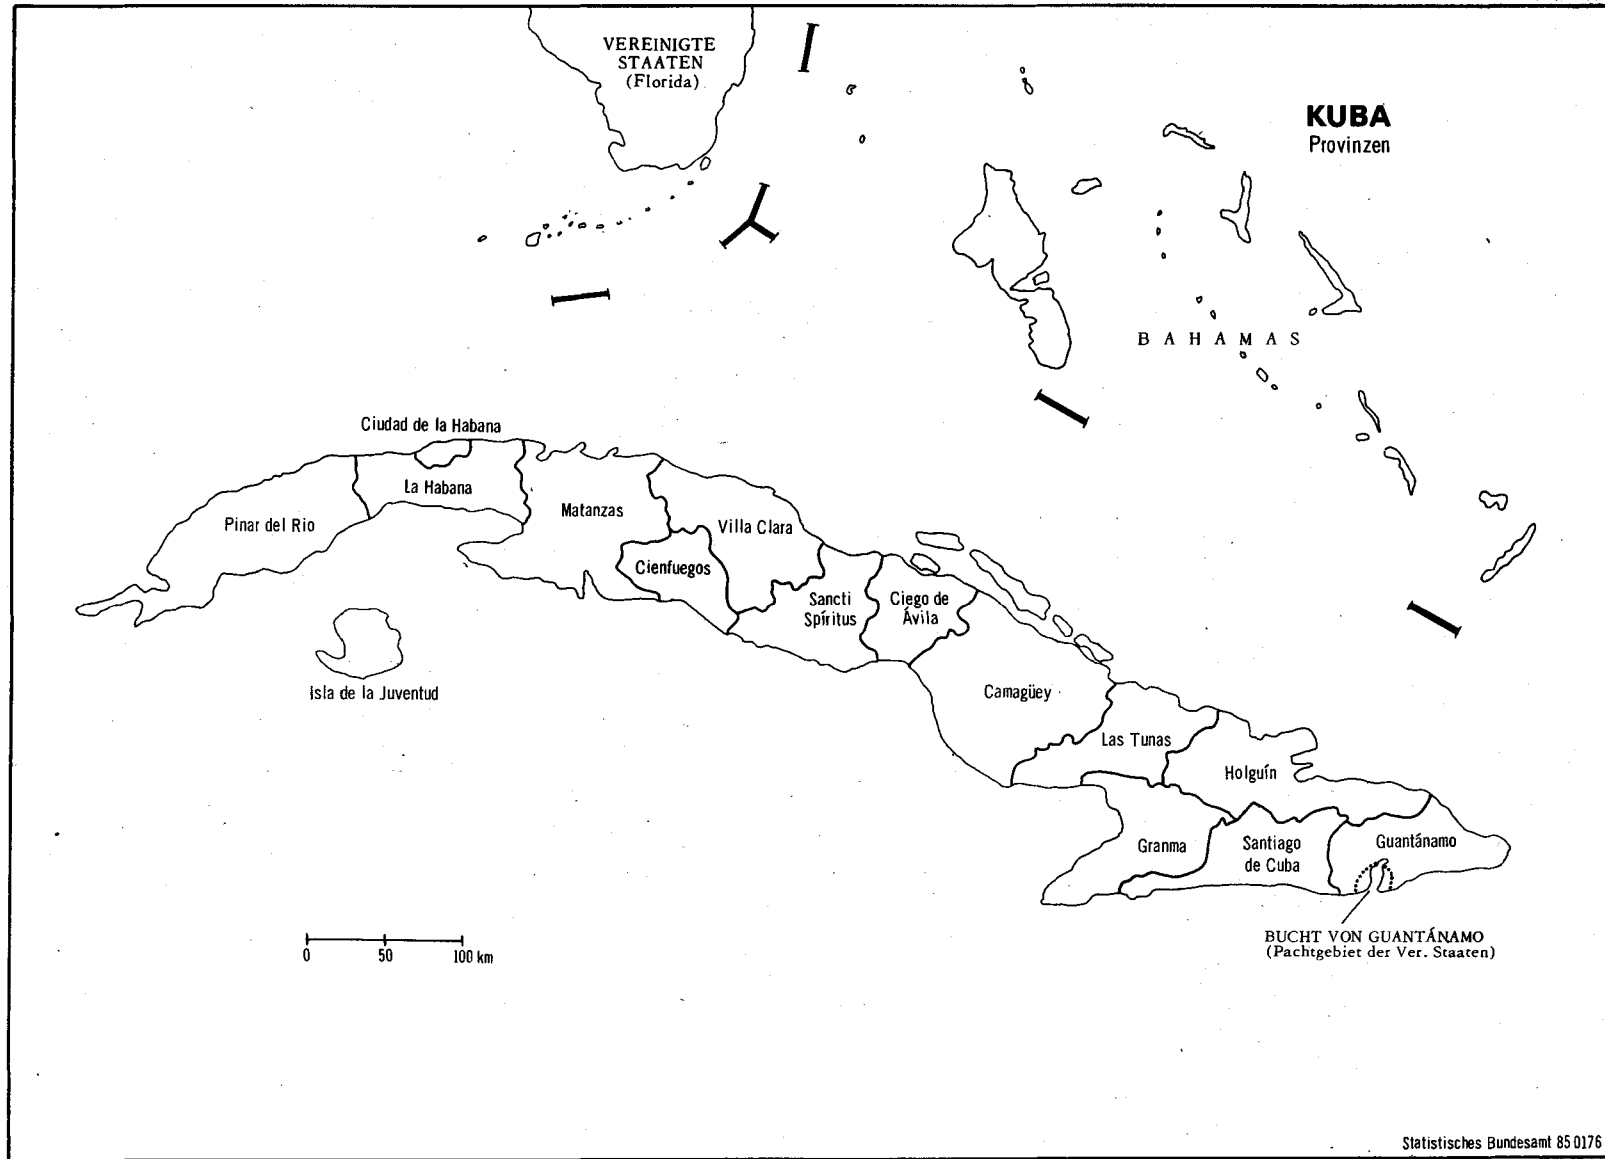 VEREINIGTE
STAATEN
(Florida)
KUBA
Provinzen
BAHAMAS
Ciudad de la Habana
La Habana
Pinar del Rio
Matanzas
Villa Clara
Cienfuegos
Sancti
Spíritus
Ciego de
Ávila
Isla de la Juventud
Camagüey
Las Tunas
Holguín
Granma
Santiago
de Cuba
Guantánamo
BUCHT VON GUANTÁNAMO
(Pachtgebiet der Ver. Staaten)
0 50 100 km
Statistisches Bundesamt 85 0176